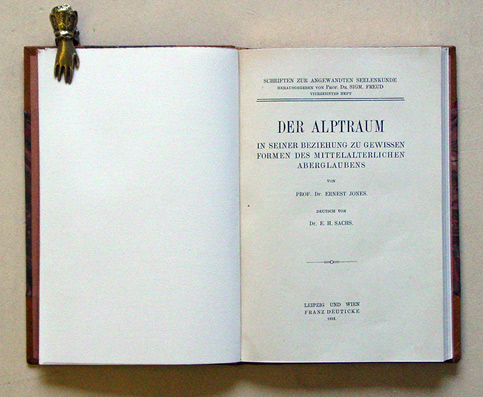 SCHRIFTEN ZUR ANGEWANDTEN SEELENKUNDE
HERAUSGEGEBEN VON PROF. DR. SIGM. FREUD
VIERZEHNTES HEFT
DER ALPTRAUM
IN SEINER BEZIEHUNG ZU GEWISSEN
FORMEN DES MITTELALTERLICHEN
ABERGLAUBENS
VON
PROF. DR. ERNEST JONES.
DEUTSCH VON
DR. E. H. SACHS.
LEIPZIG UND WIEN
FRANZ DEUTICKE
1912.